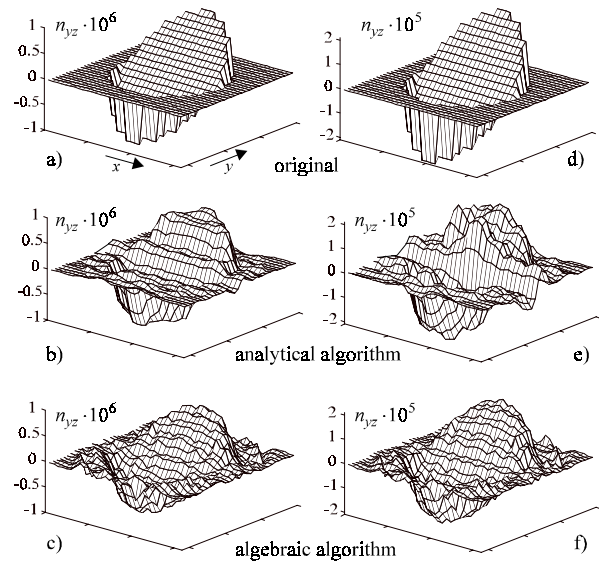 n_yz · 10^6
1
0.5
0
-0.5
-1
a)
x
y
n_yz · 10^5
2
1
0
-1
-2
d)
original
n_yz · 10^6
1
0.5
0
-0.5
-1
b)
n_yz · 10^5
2
1
0
-1
-2
e)
analytical algorithm
n_yz · 10^6
1
0.5
0
-0.5
-1
c)
n_yz · 10^5
2
1
0
-1
-2
f)
algebraic algorithm